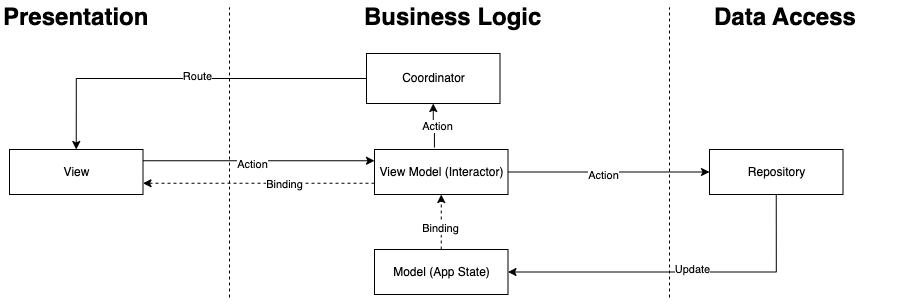 Presentation
Business Logic
Data Access
Coordinator
Route
Action
View
Action
Binding
View Model (Interactor)
Action
Repository
Binding
Model (App State)
Update